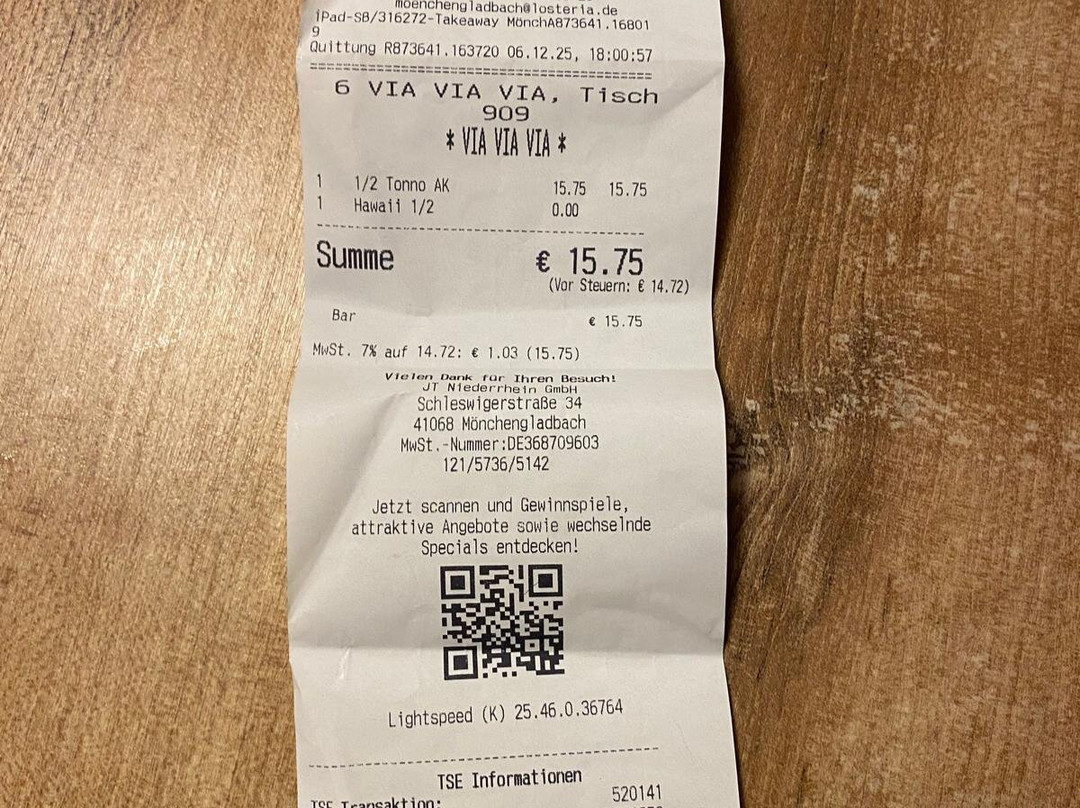 moenchengladbach@losteria.de
iPad-SB/316272-Takeaway MönchA873641.16801
9
Quittung R873641.163720 06.12.25, 18:00:57
6 VIA VIA VIA, Tisch
909
* VIA VIA VIA *
1 1/2 Tonno AK 15.75 15.75
1 Hawaii 1/2 0.00
Summe € 15.75
(Vor Steuern: € 14.72)
Bar € 15.75
MwSt. 7% auf 14.72: € 1.03 (15.75)
Vielen Dank für Ihren Besuch!
JT Niederrhein GmbH
Schleswigerstraße 34
41068 Mönchengladbach
MwSt.-Nummer:DE368709603
121/5736/5142
Jetzt scannen und Gewinnspiele,
attraktive Angebote sowie wechselnde
Specials entdecken!
Lightspeed (K) 25.46.0.36764
TSE Informationen
TSE Transaktion: 520141